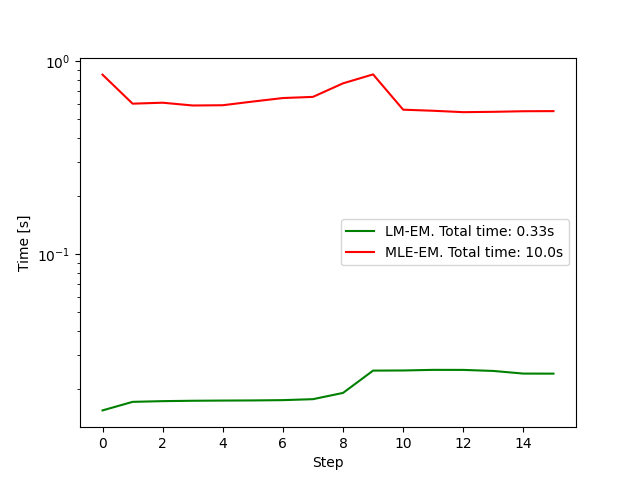 10⁰
10⁻¹
Time [s]
LM-EM. Total time: 0.33s
MLE-EM. Total time: 10.0s
0 2 4 6 8 10 12 14
Step